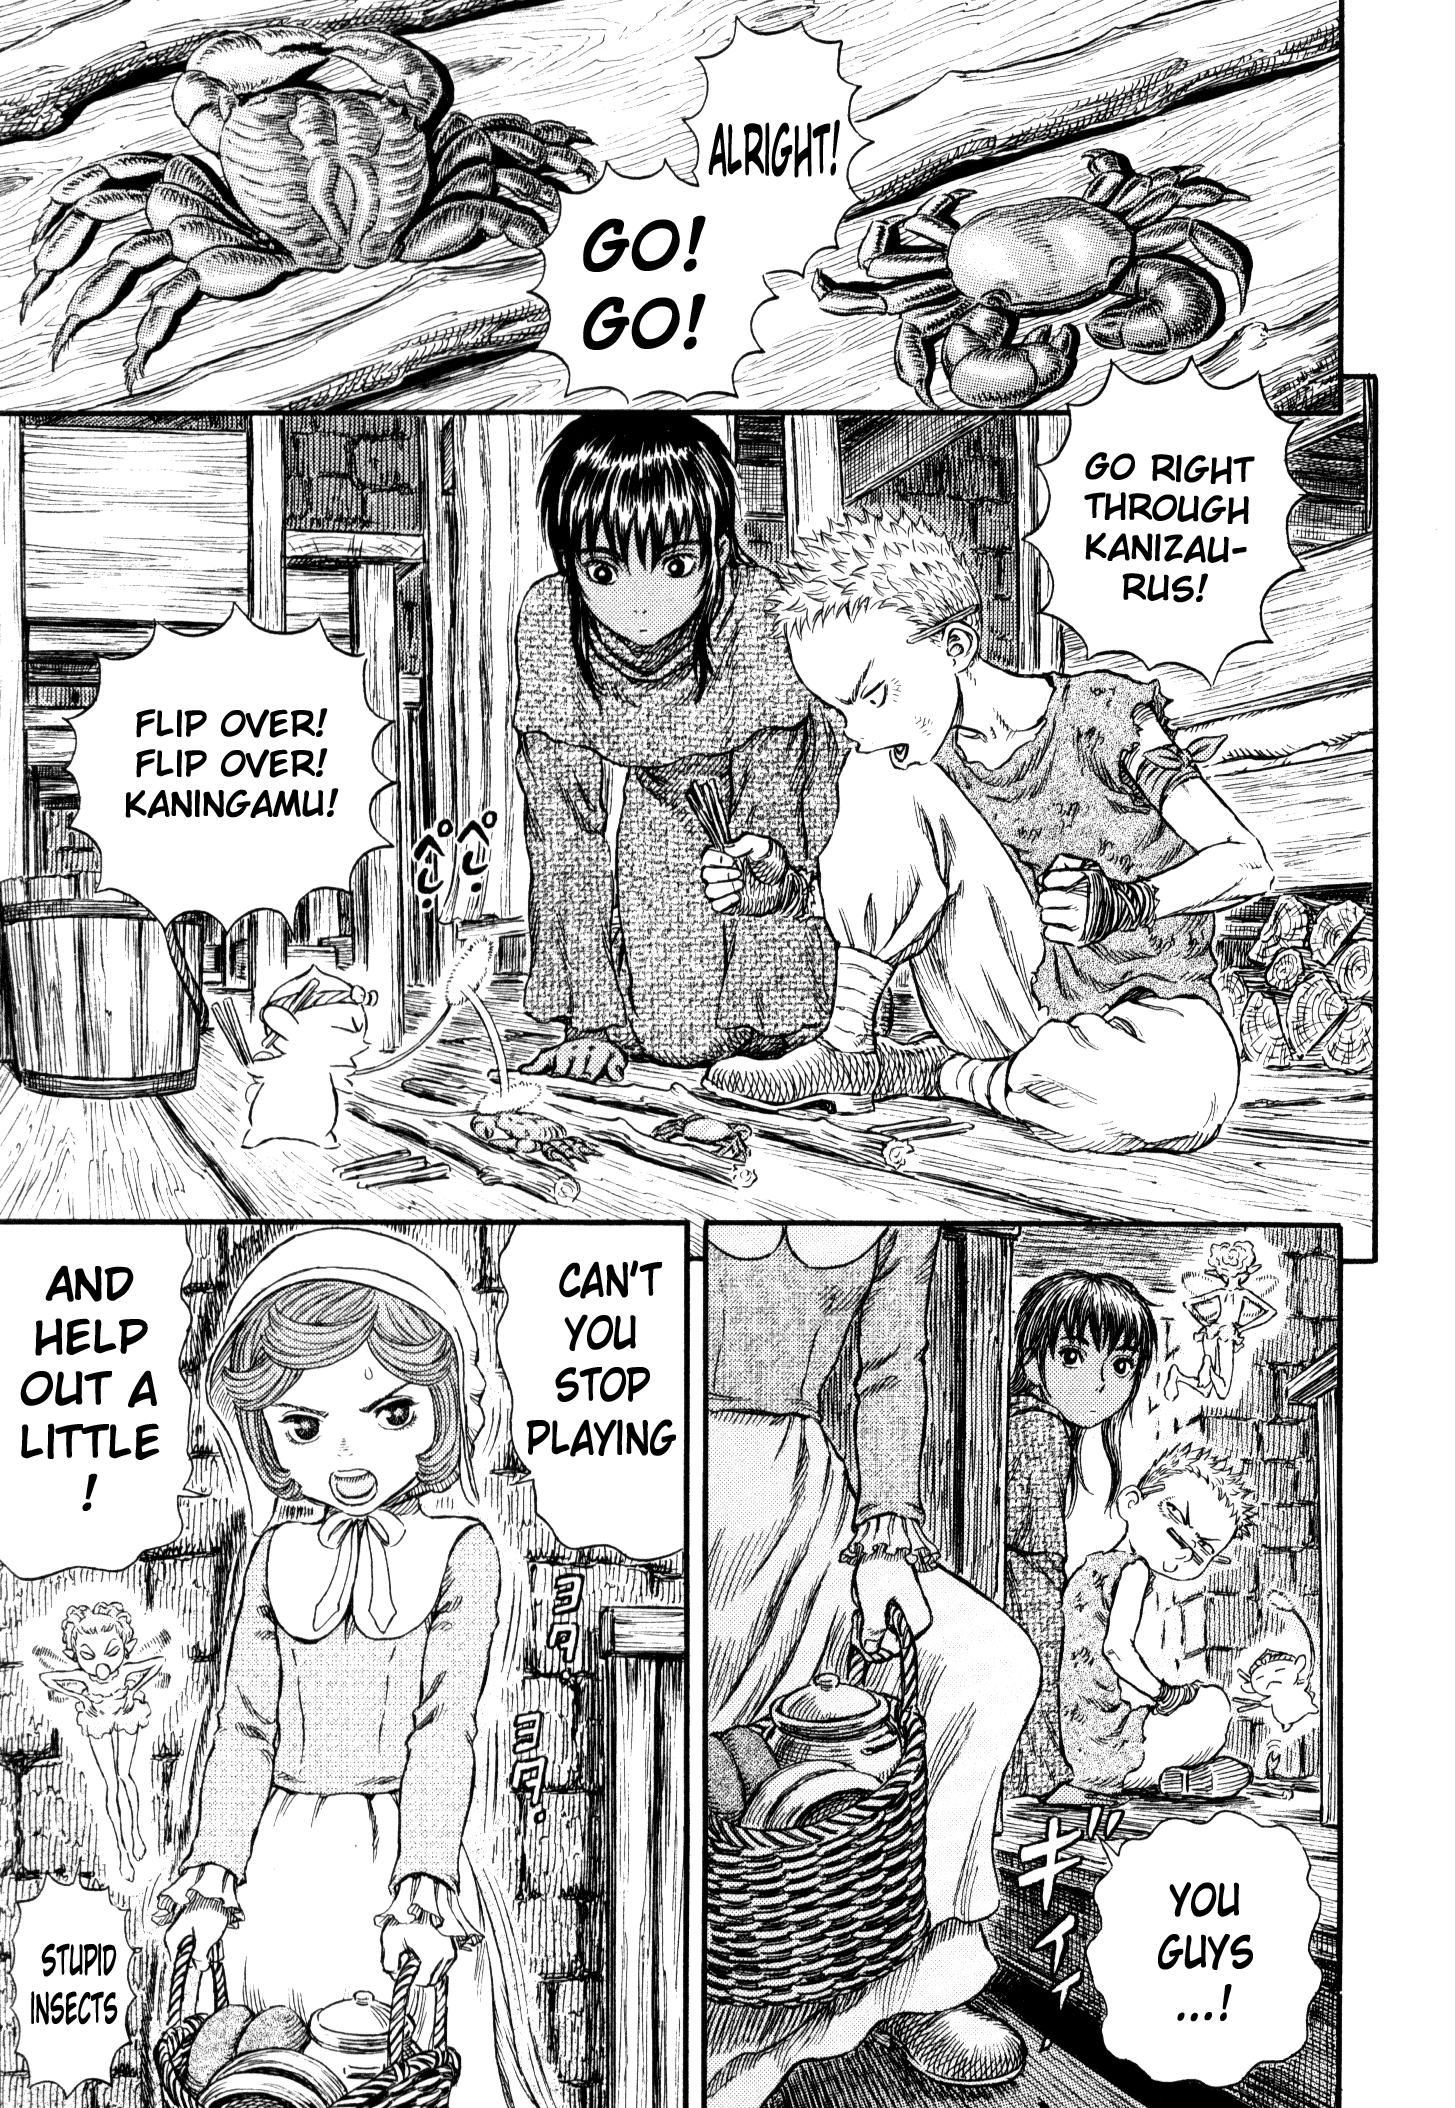 ALRIGHT!
GO!
GO!
GO RIGHT
THROUGH
KANIZAU-
RUS!
FLIP OVER!
FLIP OVER!
KANINGAMU!
ぺし
ぺし
YOU
GUYS
...!
ギィィ
CAN'T
YOU
STOP
PLAYING
AND
HELP
OUT A
LITTLE
!
ヨタ.
ヨタ.
STUPID
INSECTS